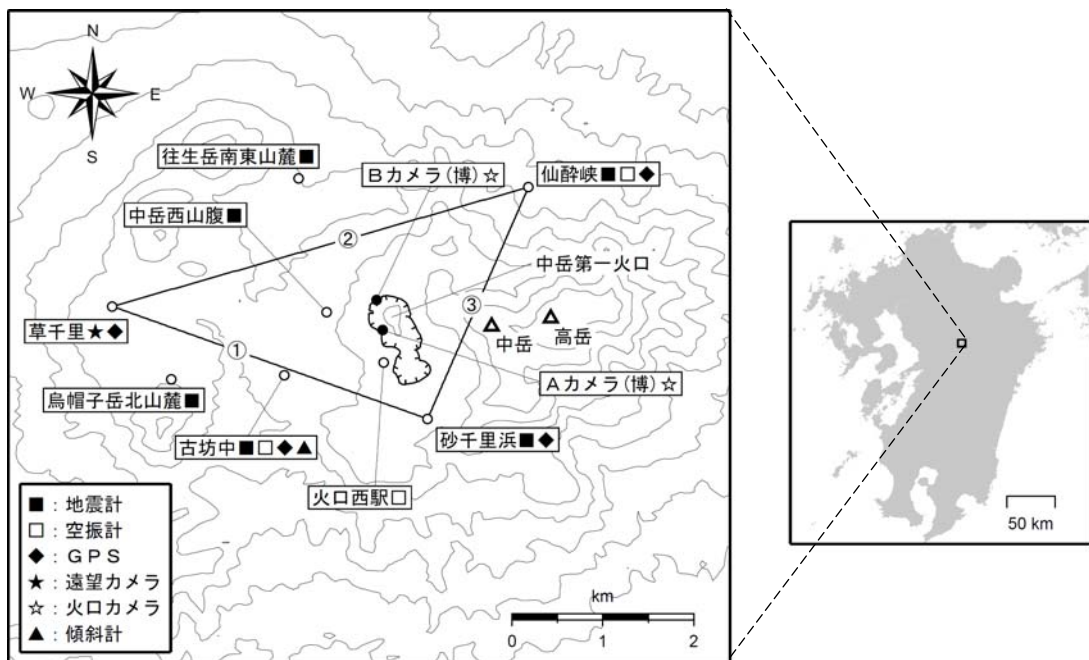 N
W
E
S
往生岳南東山麓■
Bカメラ(博)☆
仙酔峡■□◆
中岳西山腹■
②
中岳第一火口
③
草千里★◆
中岳
高岳
①
烏帽子岳北山麓■
Aカメラ(博)☆
古坊中■□◆▲
砂千里浜■◆
火口西駅□
■：地震計
□：空振計
◆：GPS
★：遠望カメラ
☆：火口カメラ
▲：傾斜計
km
0 1 2
50 km